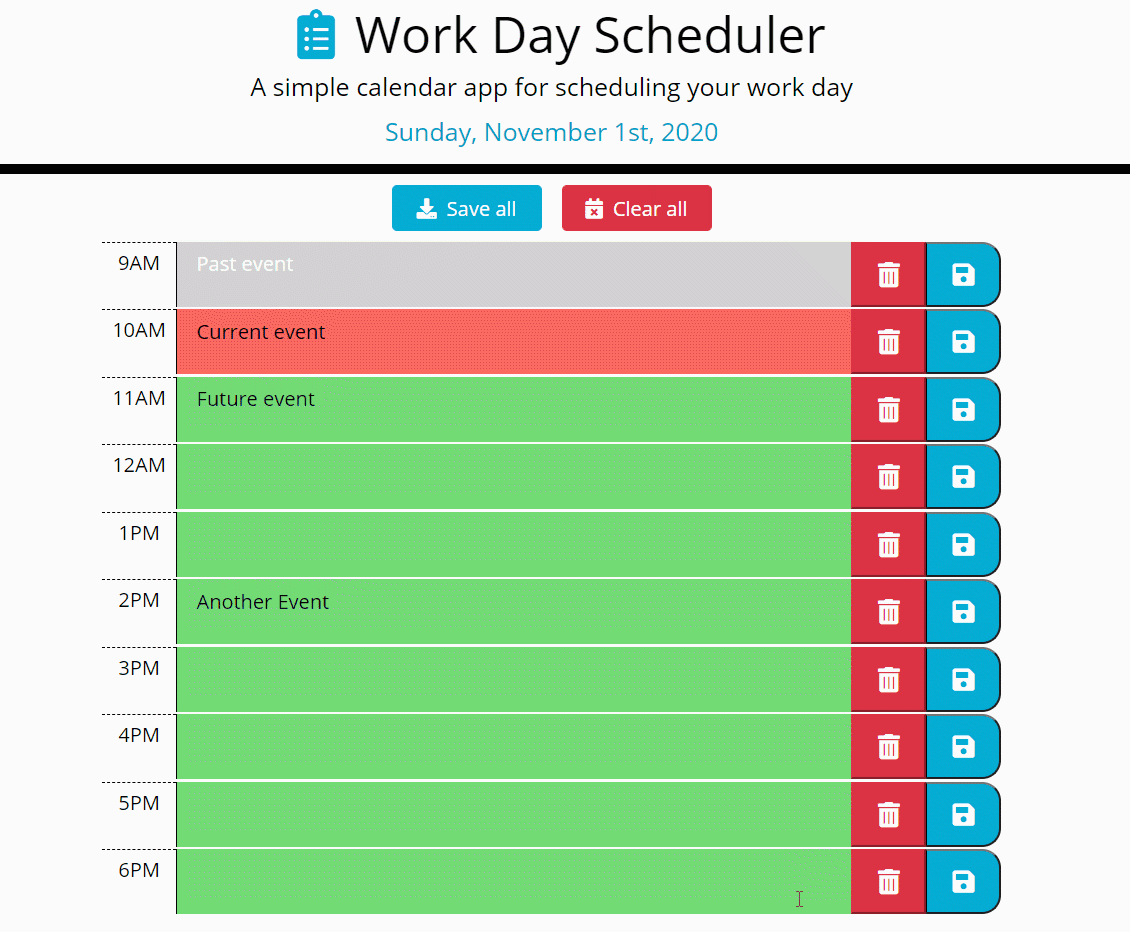 Work Day Scheduler
A simple calendar app for scheduling your work day
Sunday, November 1st, 2020
Save all
Clear all
9AM
Past event
10AM
Current event
11AM
Future event
12AM
1PM
2PM
Another Event
3PM
4PM
5PM
6PM